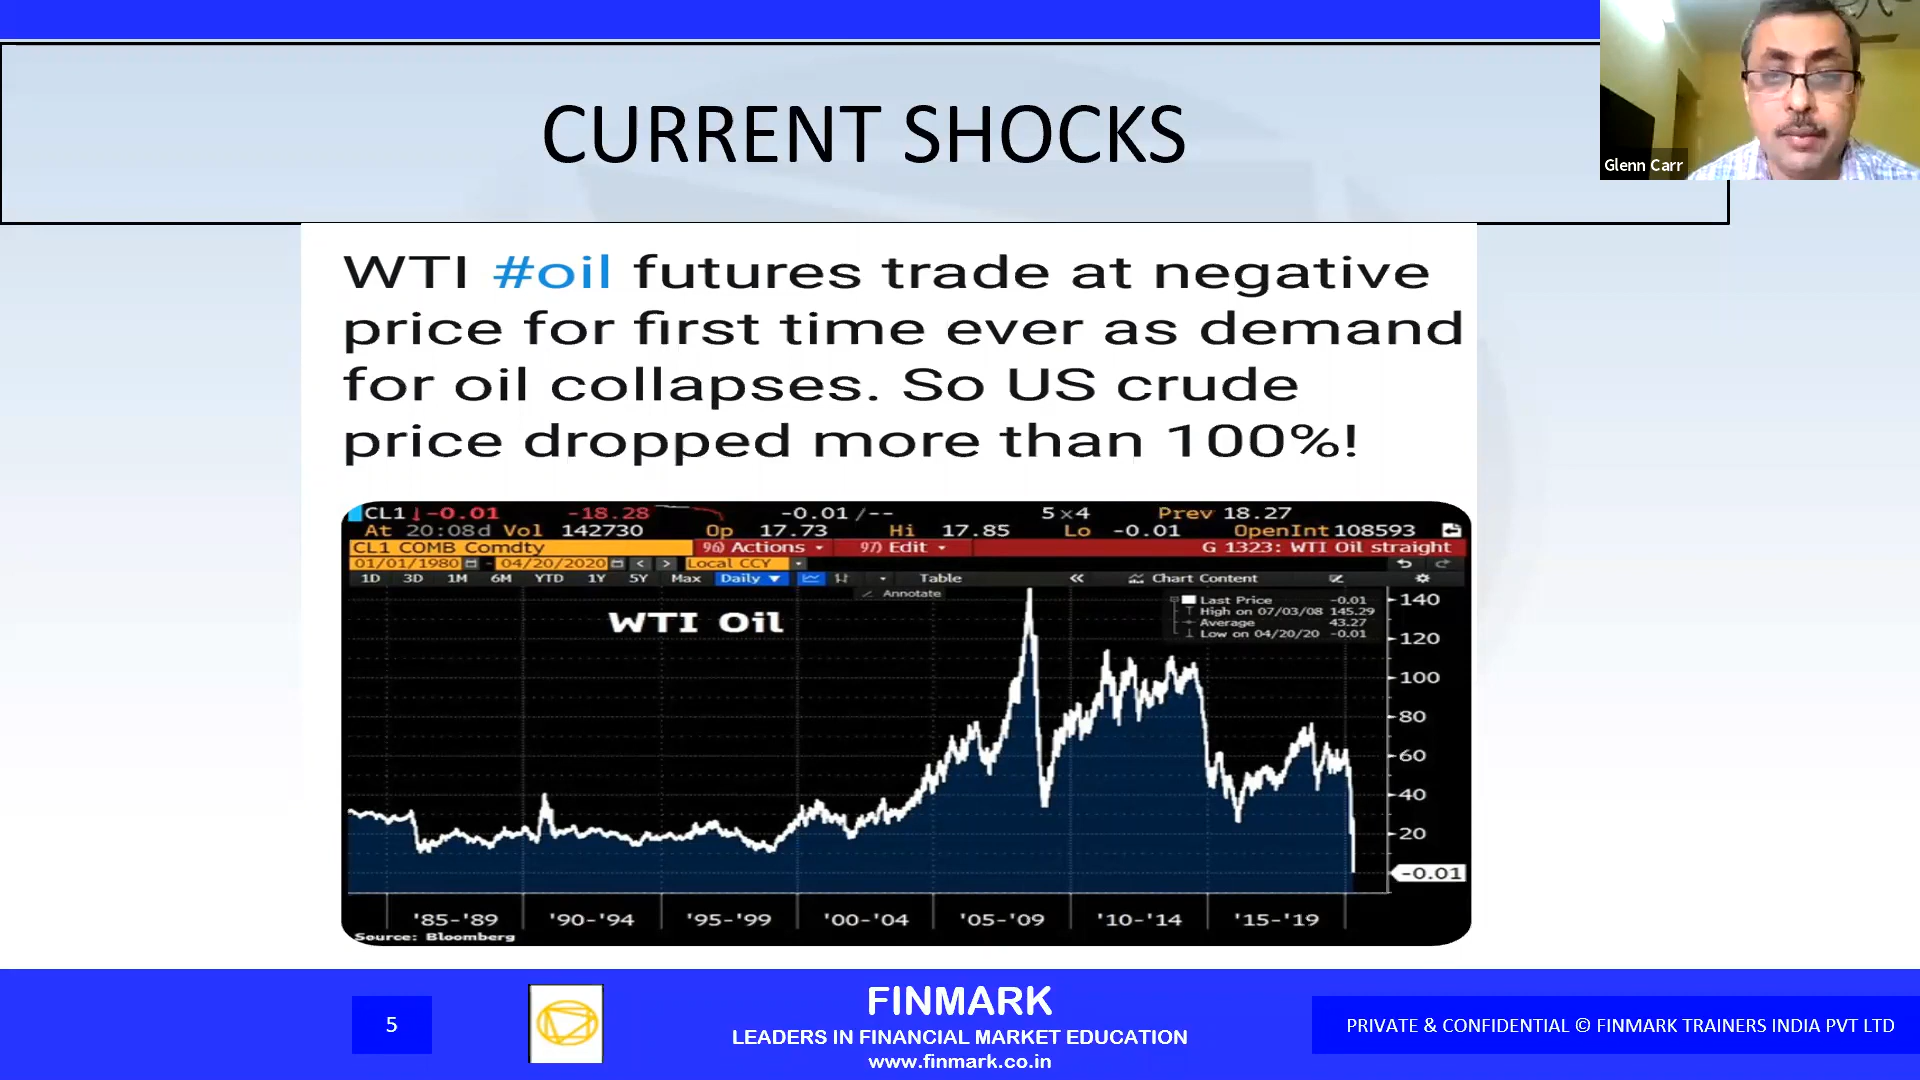 CURRENT SHOCKS
Glenn Carr
WTI #oil futures trade at negative
price for first time ever as demand
for oil collapses. So US crude
price dropped more than 100%!
CL1 ↓-0.01 -18.28 -0.01 /-- 5×4 Prev 18.27
At 20:08d Vol 142730 Op 17.73 Hi 17.85 Lo -0.01 OpenInt 108593
CL1 COMB Comdty 96) Actions 97) Edit G 1323: WTI Oil straight
01/01/1980 - 04/20/2020 < > Local CCY
1D 3D 1M 6M YTD 1Y 5Y Max Daily ▼ Table « Chart Content
Annotate
WTI Oil
Last Price -0.01
High on 07/03/08 145.29
Average 43.27
Low on 04/20/20 -0.01
140
120
100
80
60
40
20
-0.01
'85-'89 '90-'94 '95-'99 '00-'04 '05-'09 '10-'14 '15-'19
Source: Bloomberg
5
FINMARK
LEADERS IN FINANCIAL MARKET EDUCATION
www.finmark.co.in
PRIVATE & CONFIDENTIAL © FINMARK TRAINERS INDIA PVT LTD